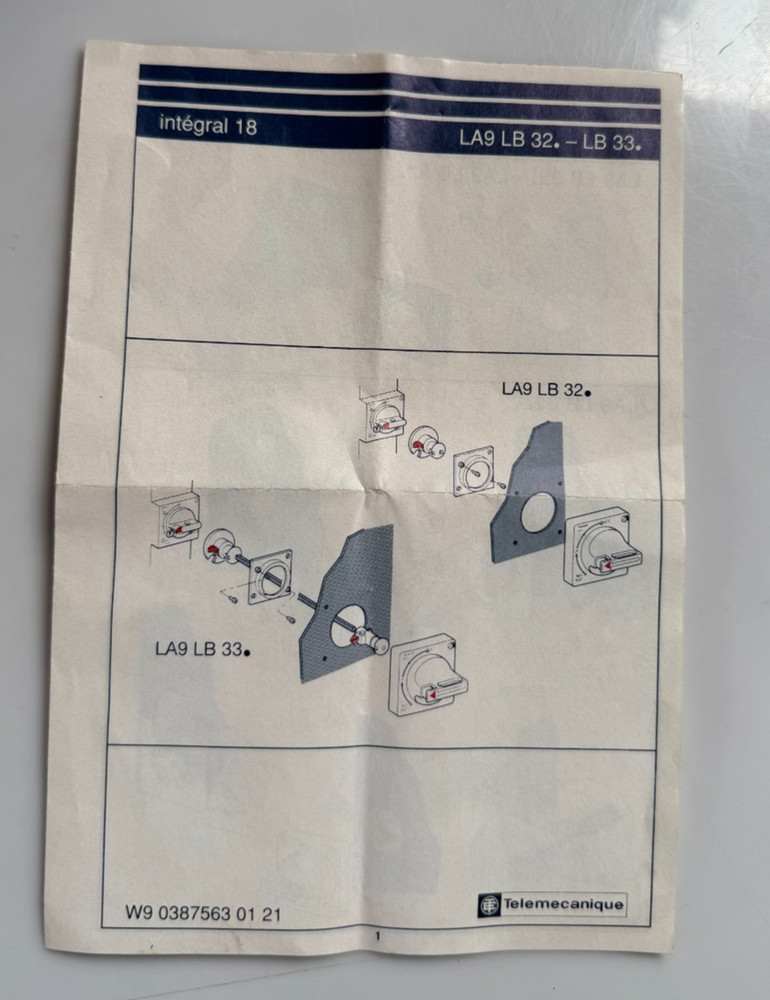 intégral 18
LA9 LB 32. – LB 33.
LA9 LB 32.
LA9 LB 33.
W9 0387563 01 21
Telemecanique
1